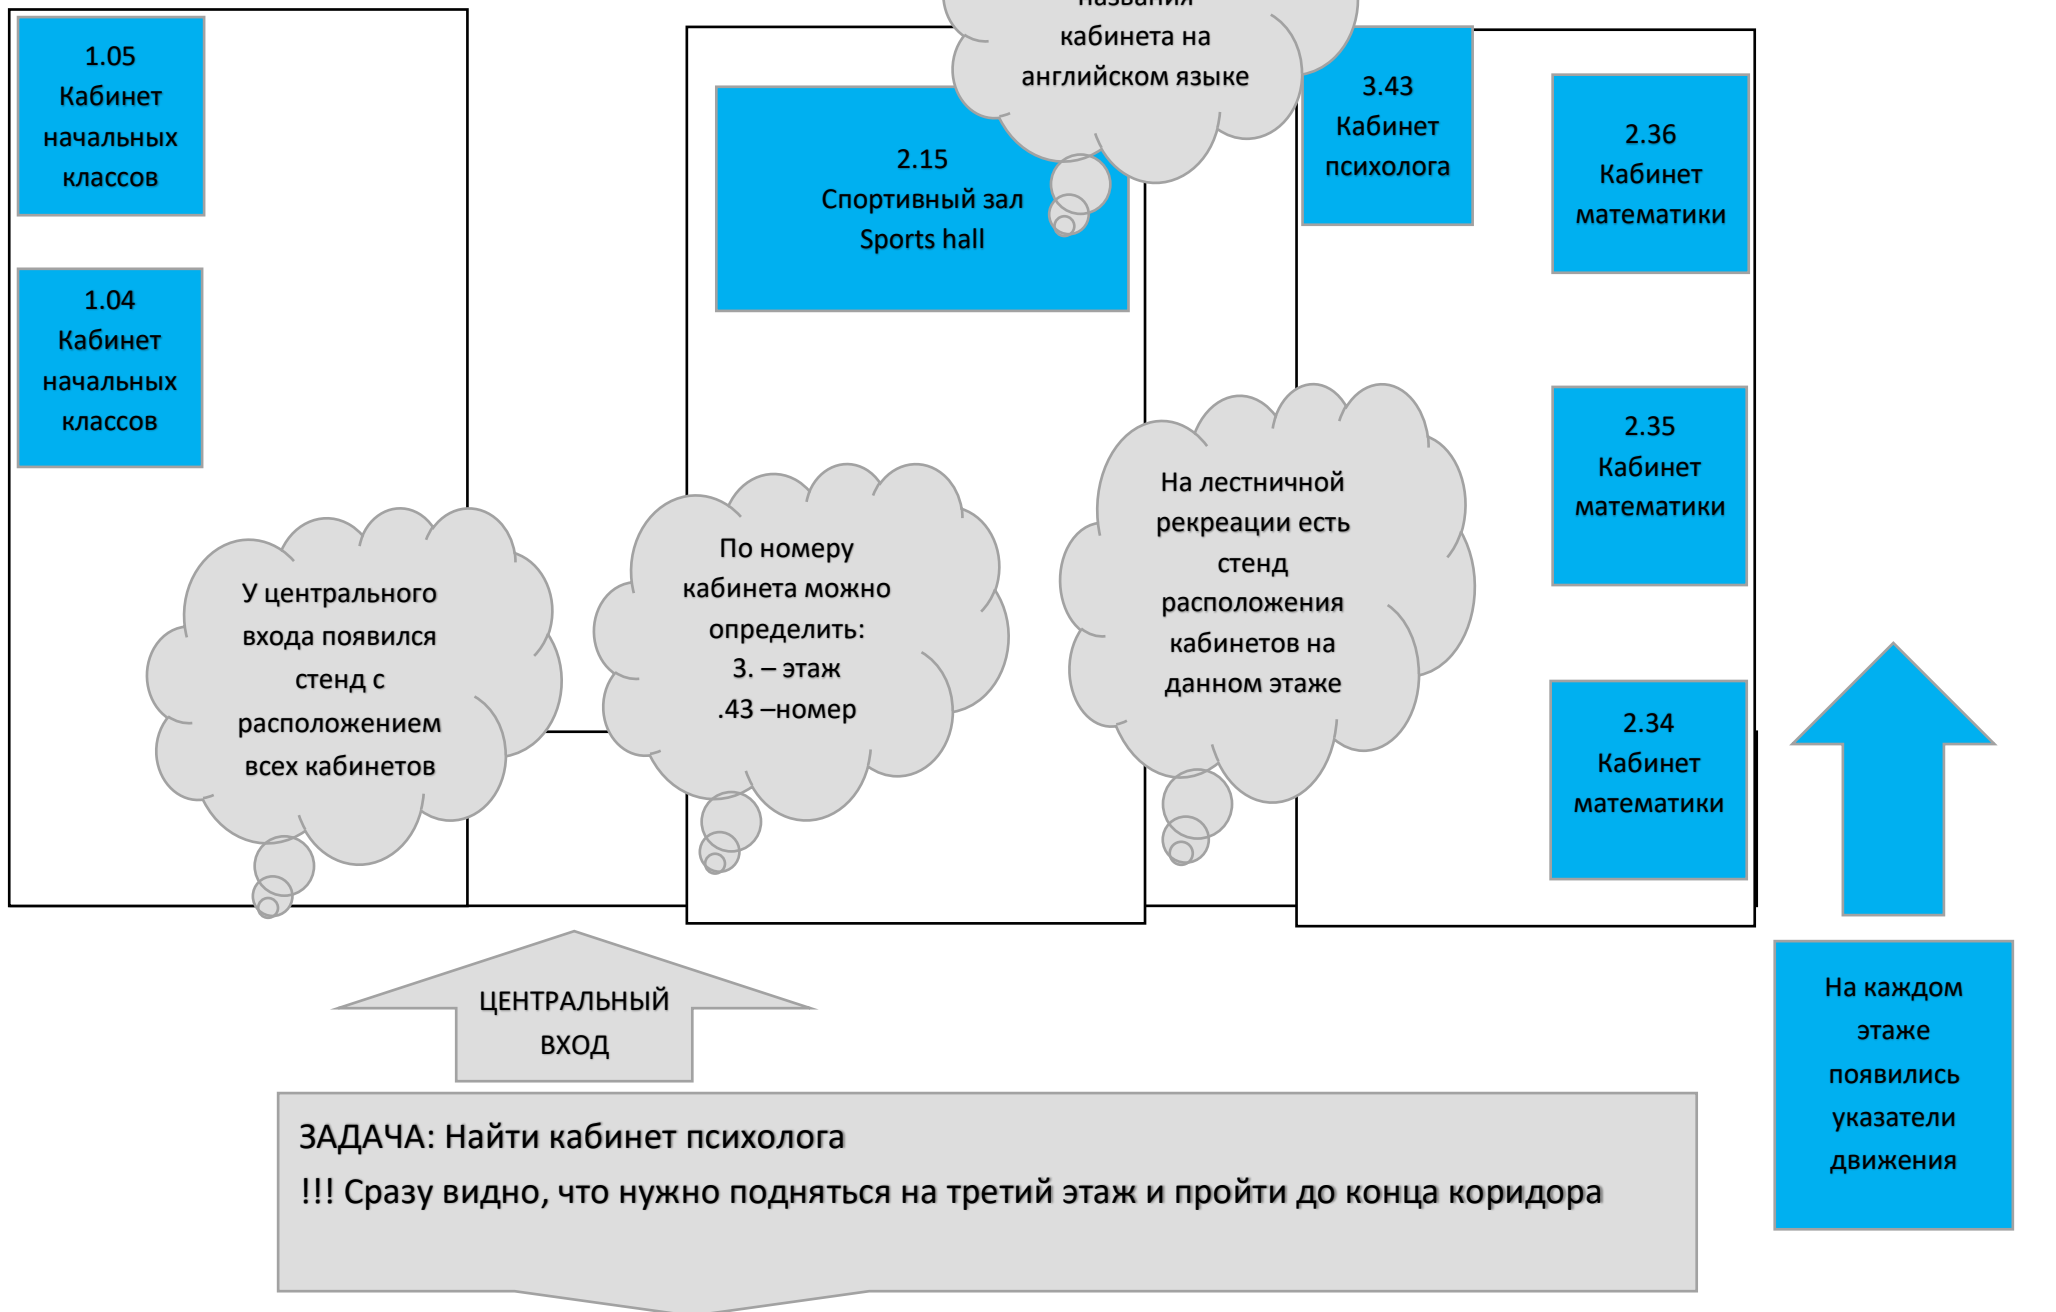 названия
кабинета на
английском языке
1.05
Кабинет
начальных
классов
2.15
Спортивный зал
Sports hall
3.43
Кабинет
психолога
2.36
Кабинет
математики
1.04
Кабинет
начальных
классов
2.35
Кабинет
математики
У центрального
входа появился
стенд с
расположением
всех кабинетов
По номеру
кабинета можно
определить:
3. – этаж
.43 –номер
На лестничной
рекреации есть
стенд
расположения
кабинетов на
данном этаже
2.34
Кабинет
математики
ЦЕНТРАЛЬНЫЙ
ВХОД
На каждом
этаже
появились
указатели
движения
ЗАДАЧА: Найти кабинет психолога
!!! Сразу видно, что нужно подняться на третий этаж и пройти до конца коридора